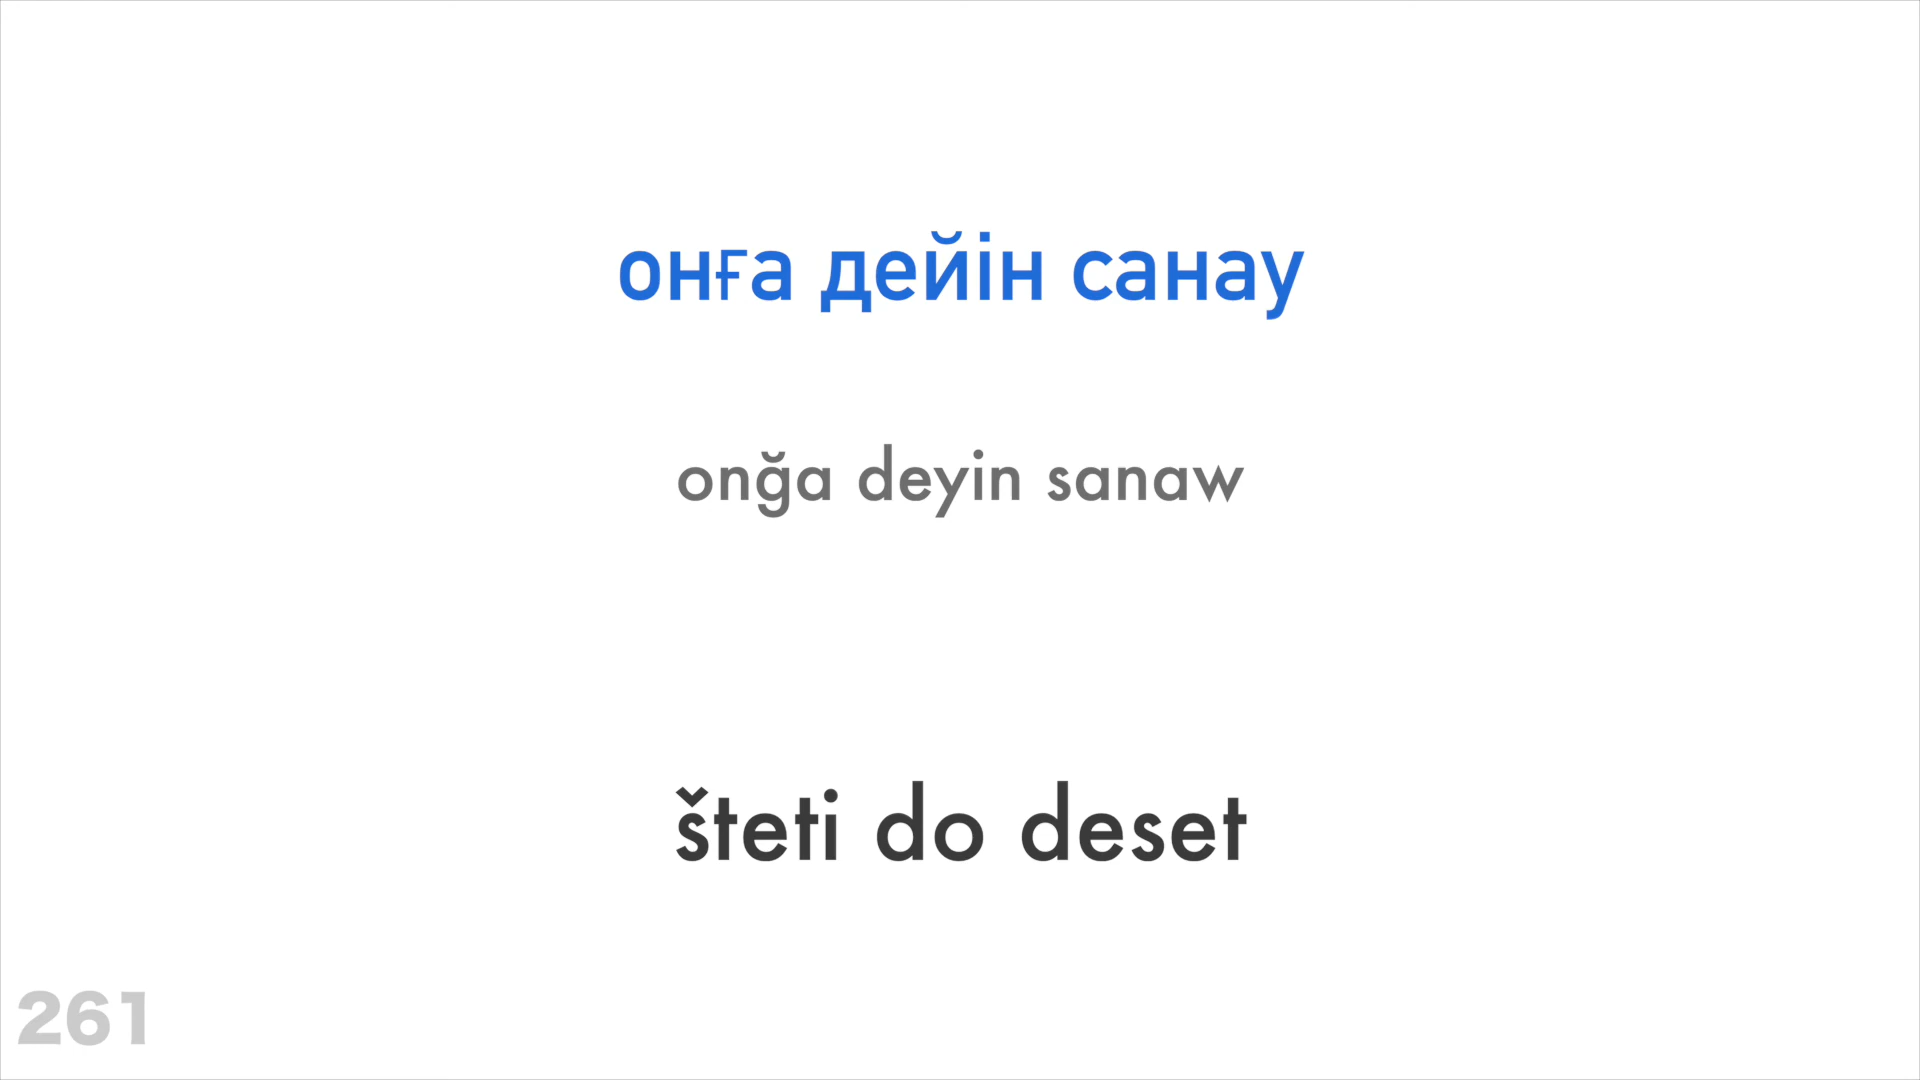 онға дейін санау
onğa deyin sanaw
šteti do deset
261